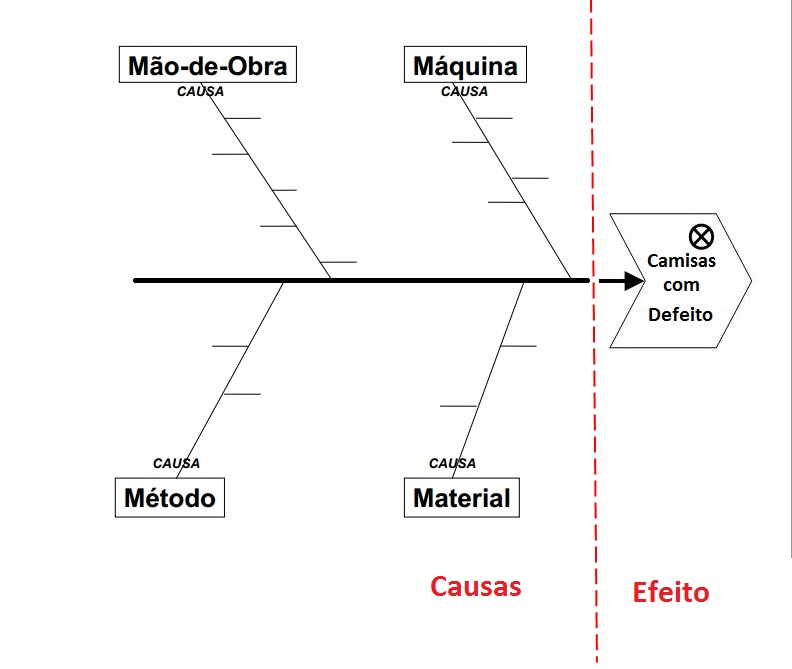 Mão-de-Obra
CAUSA
Máquina
CAUSA
Camisas
com
Defeito
CAUSA
Método
CAUSA
Material
Causas
Efeito